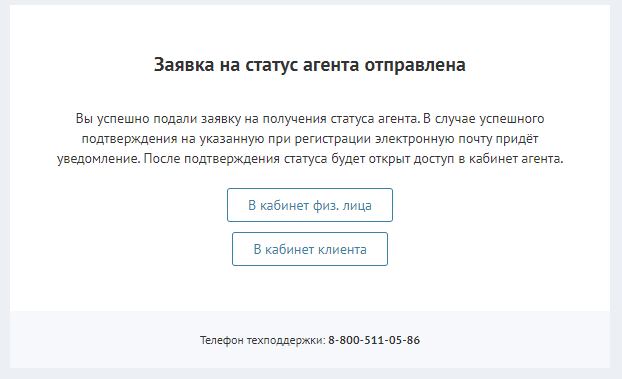 Заявка на статус агента отправлена
Вы успешно подали заявку на получения статуса агента. В случае успешного
подтверждения на указанную при регистрации электронную почту придёт
уведомление. После подтверждения статуса будет открыт доступ в кабинет агента.
В кабинет физ. лица
В кабинет клиента
Телефон техподдержки: 8-800-511-05-86